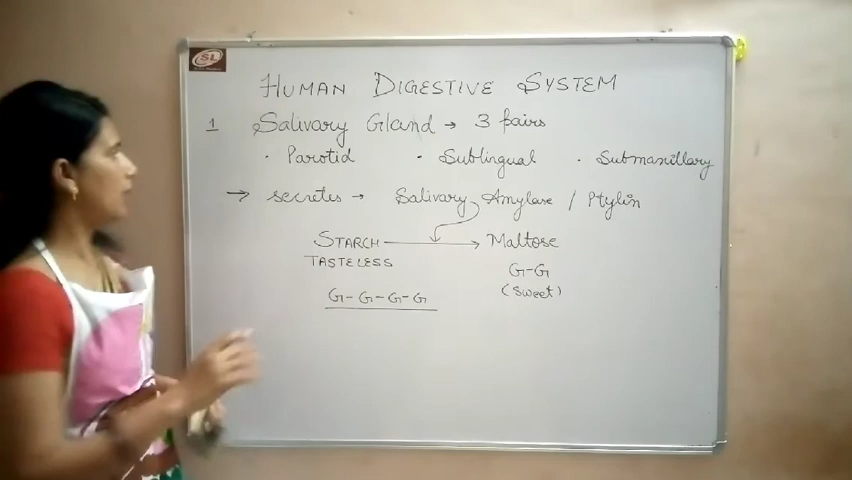 SL
HUMAN DIGESTIVE SYSTEM
1 Salivary Gland → 3 pairs
· Parotid · Sublingual · Submaxillary
→ secretes → Salivary Amylase / Ptylin
STARCH → Maltose
TASTELESS G-G
G-G-G-G (Sweet)